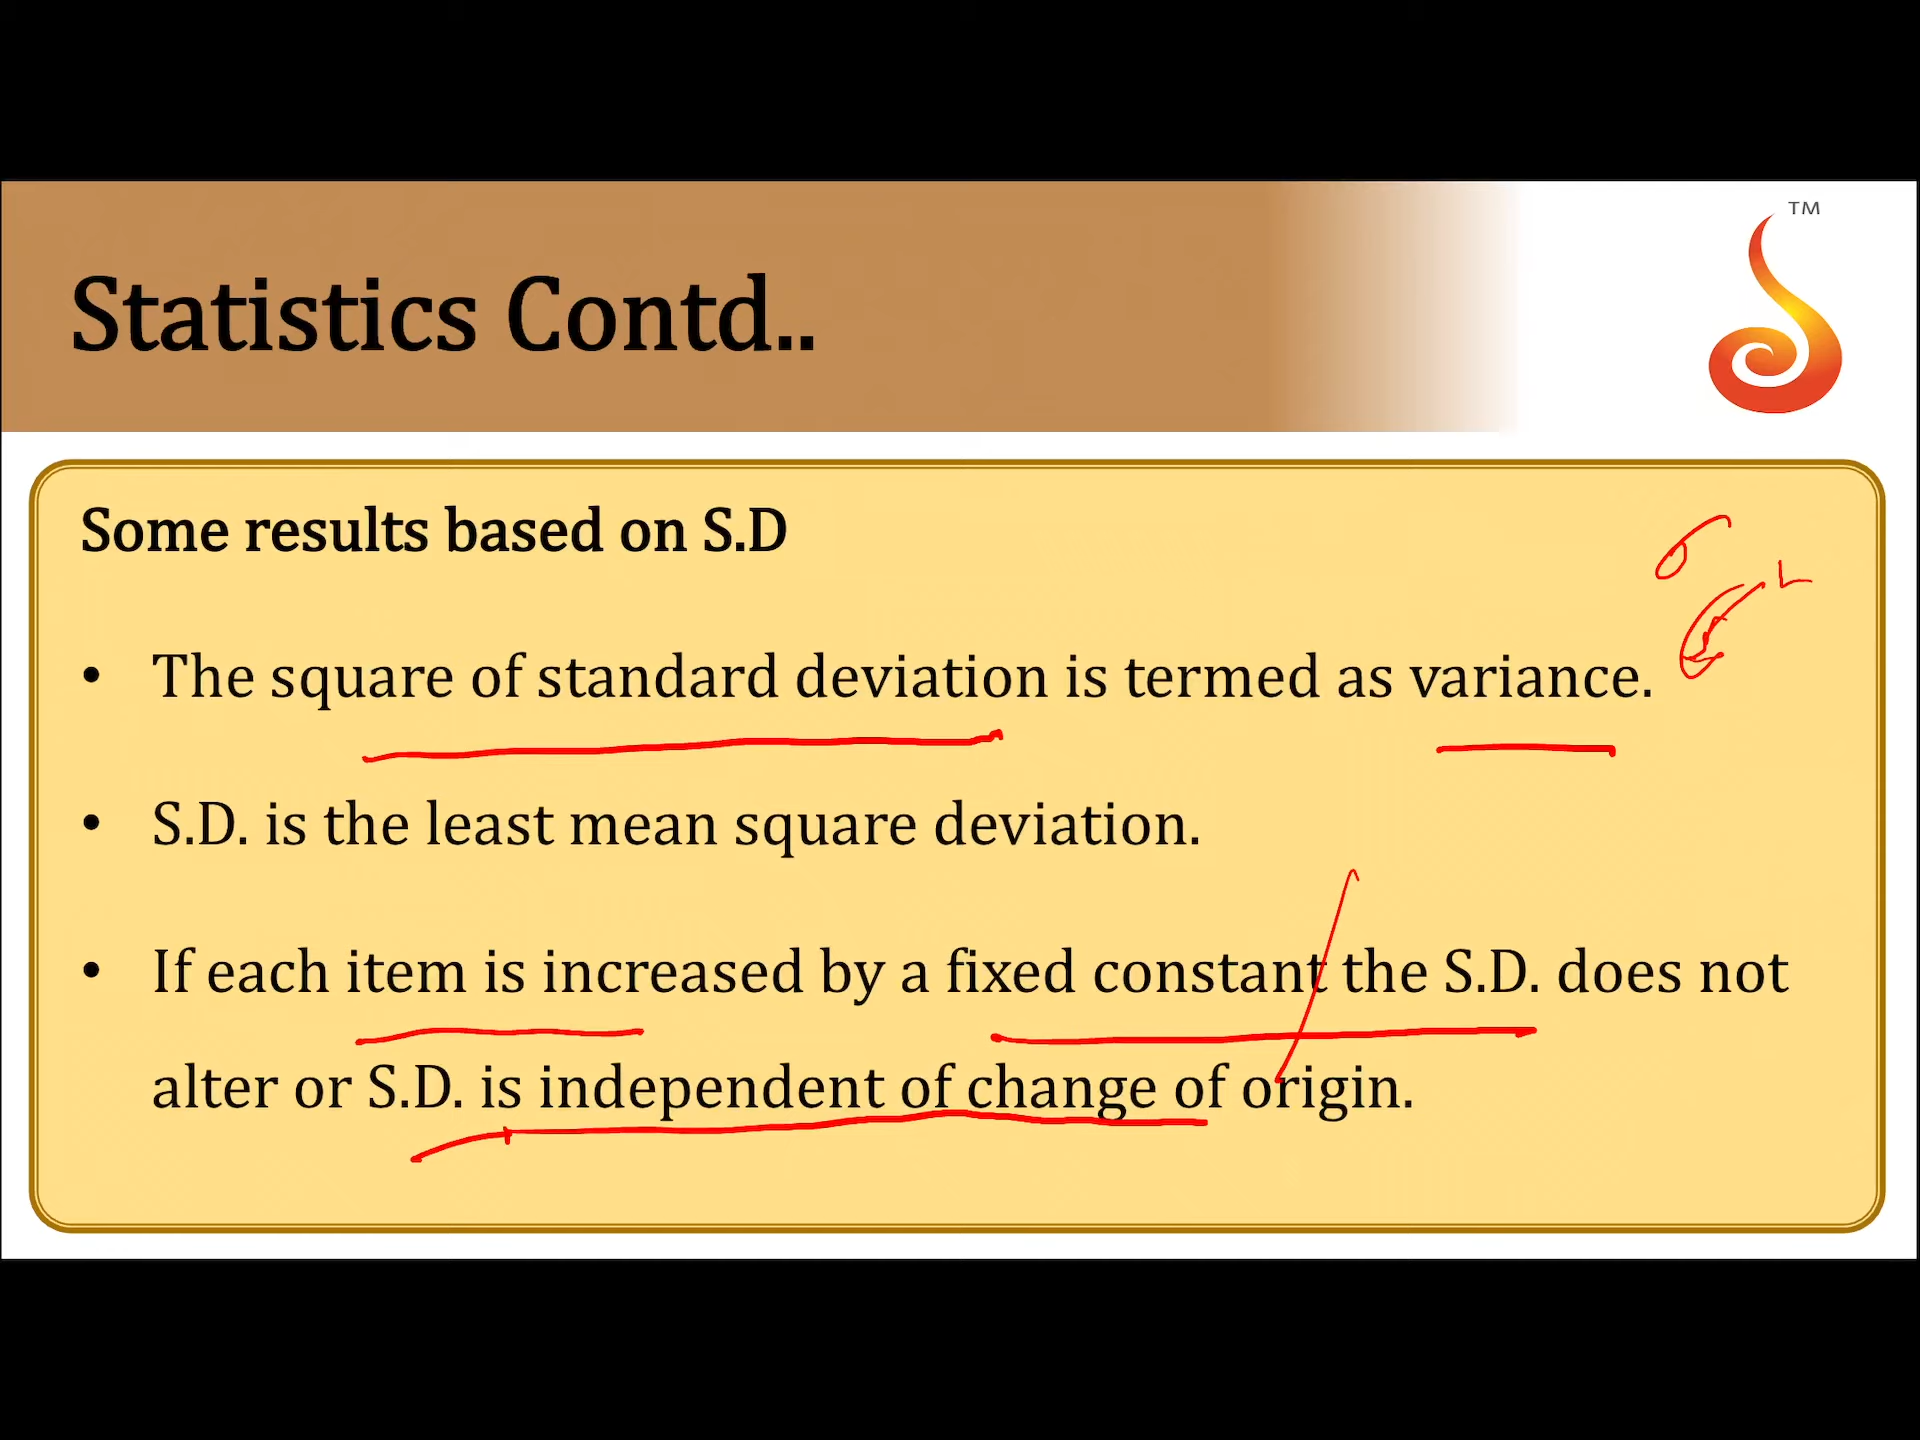 TM
Statistics Contd..
Some results based on S.D
σ
• The square of standard deviation is termed as variance.
• S.D. is the least mean square deviation.
• If each item is increased by a fixed constant the S.D. does not
alter or S.D. is independent of change of origin.